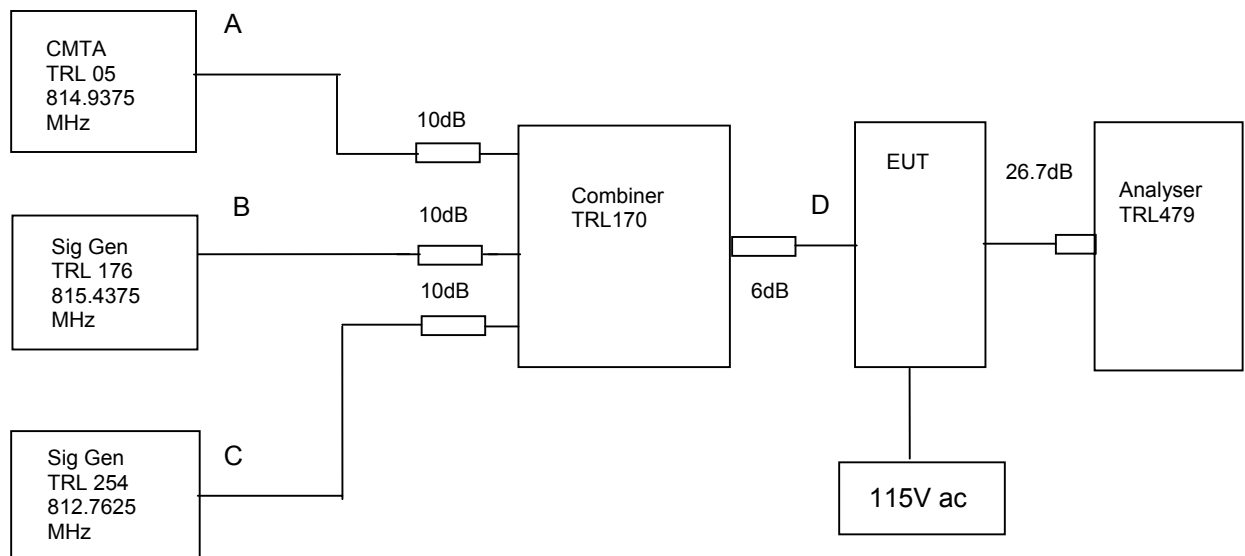 A
CMTA
TRL 05
814.9375
MHz
10dB
B
Sig Gen
TRL 176
815.4375
MHz
10dB
C
Sig Gen
TRL 254
812.7625
MHz
10dB
Combiner
TRL170
D
6dB
EUT
115V ac
26.7dB
Analyser
TRL479